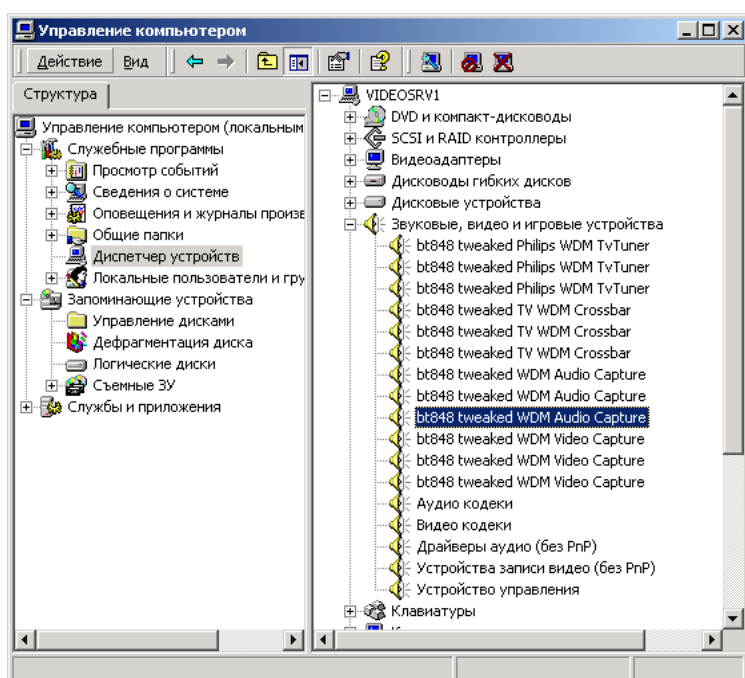 Управление компьютером
Действие Вид
Структура
Управление компьютером (локальным
Служебные программы
Просмотр событий
Сведения о системе
Оповещения и журналы произв
Общие папки
Диспетчер устройств
Локальные пользователи и гру
Запоминающие устройства
Управление дисками
Дефрагментация диска
Логические диски
Съемные ЗУ
Службы и приложения
VIDEOSRV1
DVD и компакт-дисководы
SCSI и RAID контроллеры
Видеоадаптеры
Дисководы гибких дисков
Дисковые устройства
Звуковые, видео и игровые устройства
bt848 tweaked Philips WDM TvTuner
bt848 tweaked Philips WDM TvTuner
bt848 tweaked Philips WDM TvTuner
bt848 tweaked TV WDM Crossbar
bt848 tweaked TV WDM Crossbar
bt848 tweaked TV WDM Crossbar
bt848 tweaked WDM Audio Capture
bt848 tweaked WDM Audio Capture
bt848 tweaked WDM Audio Capture
bt848 tweaked WDM Video Capture
bt848 tweaked WDM Video Capture
bt848 tweaked WDM Video Capture
Аудио кодеки
Видео кодеки
Драйверы аудио (без PnP)
Устройства записи видео (без PnP)
Устройство управления
Клавиатуры